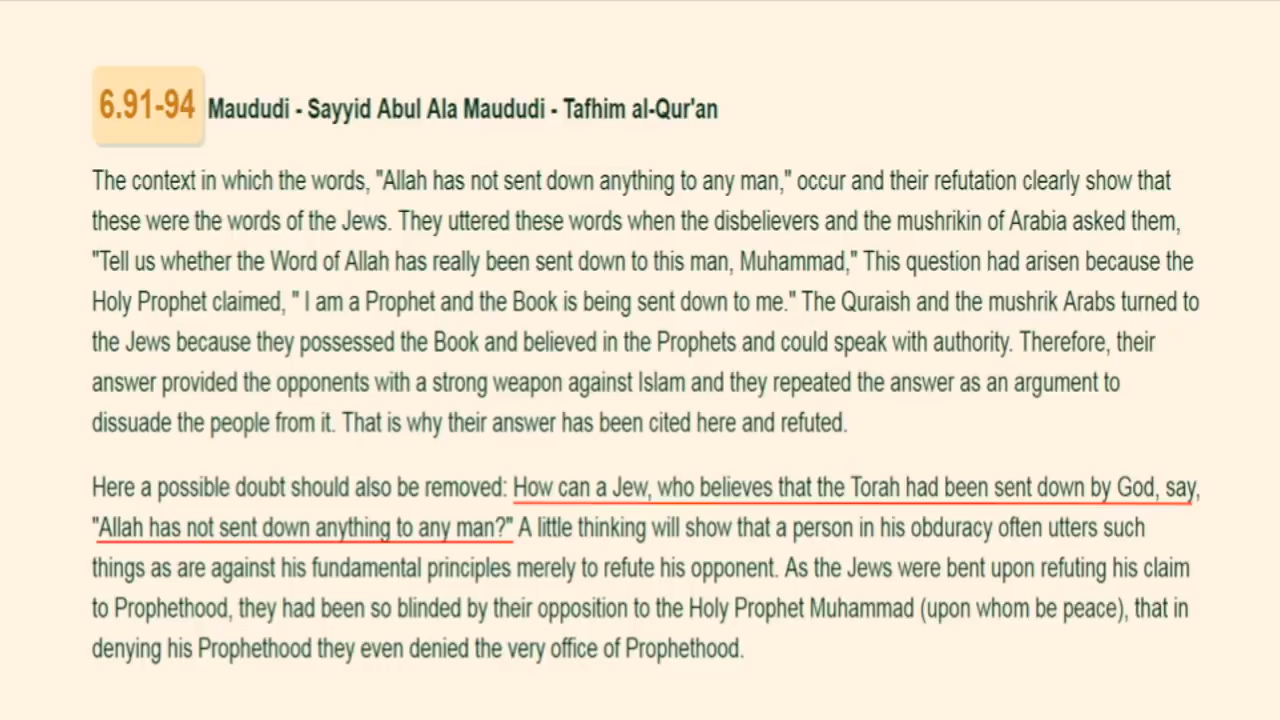 6.91-94 Maududi - Sayyid Abul Ala Maududi - Tafhim al-Qur'an
The context in which the words, "Allah has not sent down anything to any man," occur and their refutation clearly show that
these were the words of the Jews. They uttered these words when the disbelievers and the mushrikin of Arabia asked them,
"Tell us whether the Word of Allah has really been sent down to this man, Muhammad," This question had arisen because the
Holy Prophet claimed, " I am a Prophet and the Book is being sent down to me." The Quraish and the mushrik Arabs turned to
the Jews because they possessed the Book and believed in the Prophets and could speak with authority. Therefore, their
answer provided the opponents with a strong weapon against Islam and they repeated the answer as an argument to
dissuade the people from it. That is why their answer has been cited here and refuted.
Here a possible doubt should also be removed: How can a Jew, who believes that the Torah had been sent down by God, say,
"Allah has not sent down anything to any man?" A little thinking will show that a person in his obduracy often utters such
things as are against his fundamental principles merely to refute his opponent. As the Jews were bent upon refuting his claim
to Prophethood, they had been so blinded by their opposition to the Holy Prophet Muhammad (upon whom be peace), that in
denying his Prophethood they even denied the very office of Prophethood.